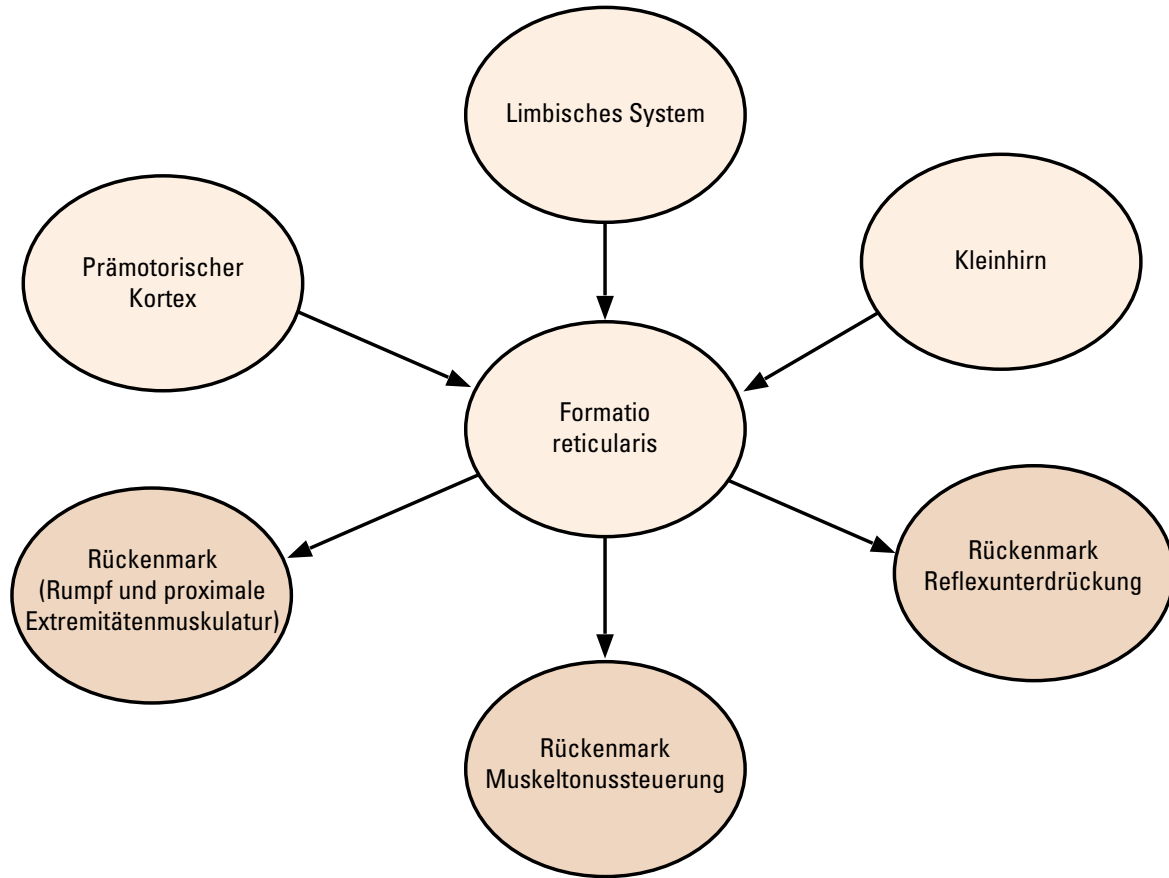 Limbisches System
Prämotorischer
Kortex
Kleinhirn
Formatio
reticularis
Rückenmark
(Rumpf und proximale
Extremitätenmuskulatur)
Rückenmark
Reflexunterdrückung
Rückenmark
Muskeltonussteuerung